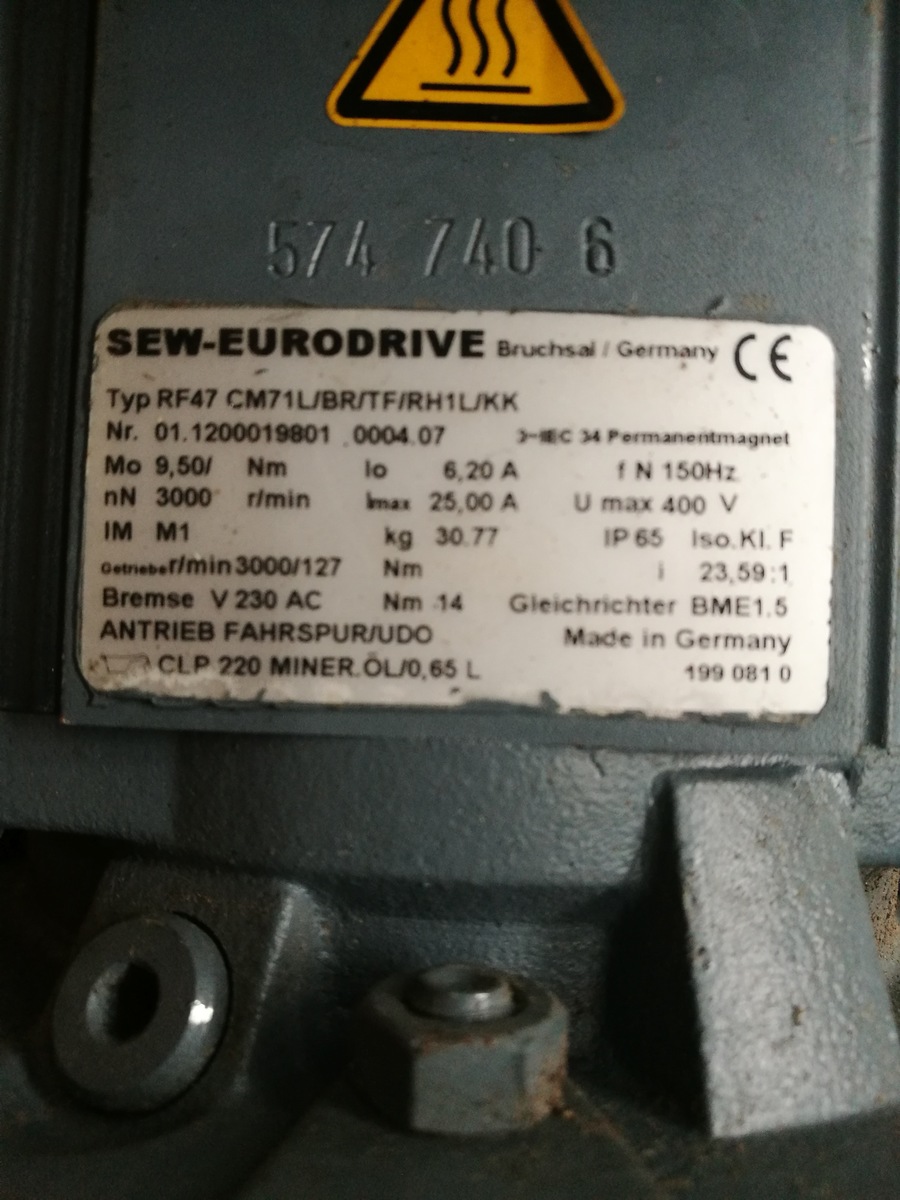 574 740 6
SEW-EURODRIVE Bruchsal / Germany CE
Typ RF47 CM71L/BR/TF/RH1L/KK
Nr. 01.1200019801 .0004.07 3~IEC 34 Permanentmagnet
Mo 9,50/ Nm Io 6,20 A f N 150Hz
nN 3000 r/min Imax 25,00 A U max 400 V
IM M1 kg 30.77 IP 65 Iso.Kl. F
Getriebe r/min 3000/127 Nm i 23,59:1
Bremse V 230 AC Nm 14 Gleichrichter BME1.5
ANTRIEB FAHRSPUR/UDO Made in Germany
CLP 220 MINER.ÖL/0,65 L 199 081 0